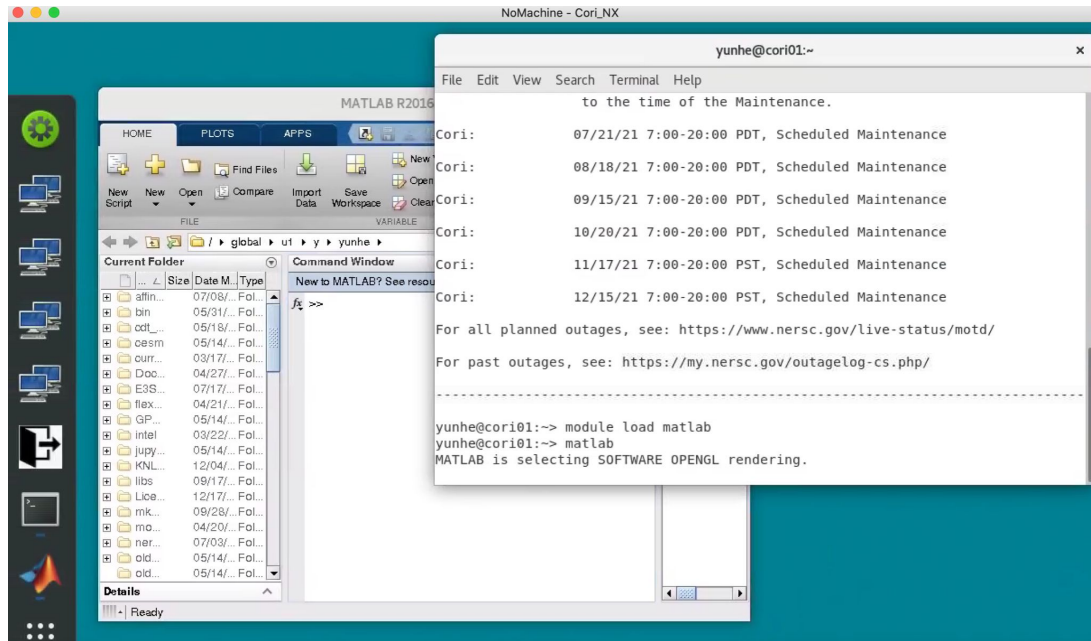 NoMachine - Cori_NX
yunhe@cori01:~
×
File Edit View Search Terminal Help
to the time of the Maintenance.
Cori: 07/21/21 7:00-20:00 PDT, Scheduled Maintenance
Cori: 08/18/21 7:00-20:00 PDT, Scheduled Maintenance
Cori: 09/15/21 7:00-20:00 PDT, Scheduled Maintenance
Cori: 10/20/21 7:00-20:00 PDT, Scheduled Maintenance
Cori: 11/17/21 7:00-20:00 PST, Scheduled Maintenance
Cori: 12/15/21 7:00-20:00 PST, Scheduled Maintenance
For all planned outages, see: https://www.nersc.gov/live-status/motd/
For past outages, see: https://my.nersc.gov/outagelog-cs.php/
--------------------------------------------------------------------------------
yunhe@cori01:~> module load matlab
yunhe@cori01:~> matlab
MATLAB is selecting SOFTWARE OPENGL rendering.
MATLAB R2016
HOME PLOTS APPS
New Script
New
Open
Find Files
Compare
Import Data
Save Workspace
New
Open
Clear
FILE VARIABLE
/ ▸ global ▸ u1 ▸ y ▸ yunhe ▸
Current Folder
... Size Date M... Type
affin... 07/08/... Fol...
bin 05/31/... Fol...
cdt_... 05/18/... Fol...
cesm 05/14/... Fol...
curr... 03/17/... Fol...
Doc... 04/27/... Fol...
E3S... 07/17/... Fol...
flex... 04/21/... Fol...
GP... 05/14/... Fol...
intel 03/22/... Fol...
jupy... 05/14/... Fol...
KNL... 12/04/... Fol...
libs 09/17/... Fol...
Lice... 12/17/... Fol...
mk... 09/28/... Fol...
mo... 04/20/... Fol...
ner... 07/03/... Fol...
old... 05/14/... Fol...
old... 05/14/... Fol...
Details
Command Window
New to MATLAB? See resou
fx >>
Ready